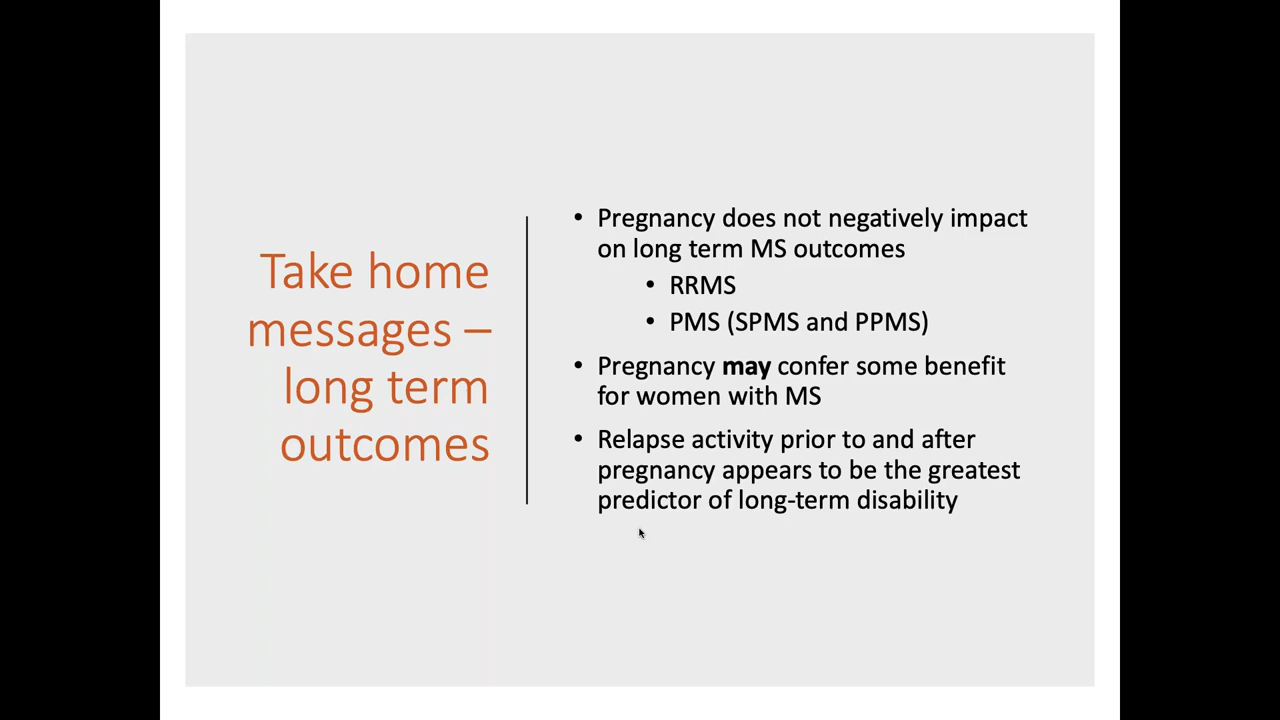 Take home
messages –
long term
outcomes
• Pregnancy does not negatively impact
on long term MS outcomes
• RRMS
• PMS (SPMS and PPMS)
• Pregnancy may confer some benefit
for women with MS
• Relapse activity prior to and after
pregnancy appears to be the greatest
predictor of long-term disability